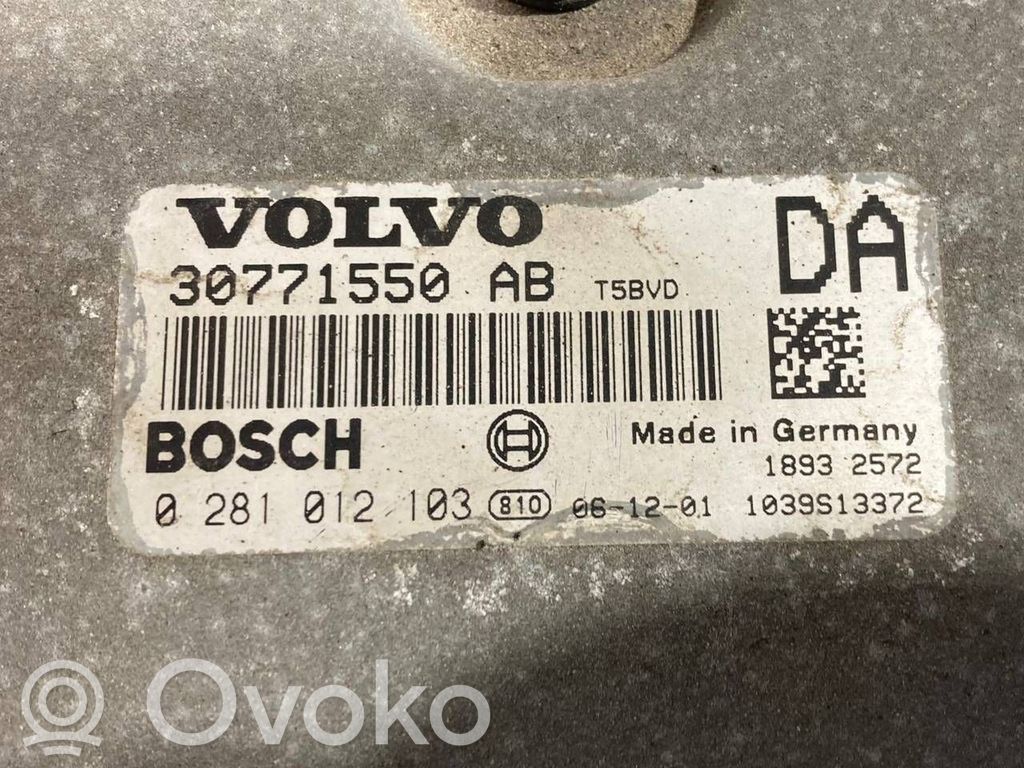 VOLVO
30771550 AB T5BVD DA
BOSCH Made in Germany
1893 2572
0 281 012 103 810 06-12-01 1039S13372
Ovoko